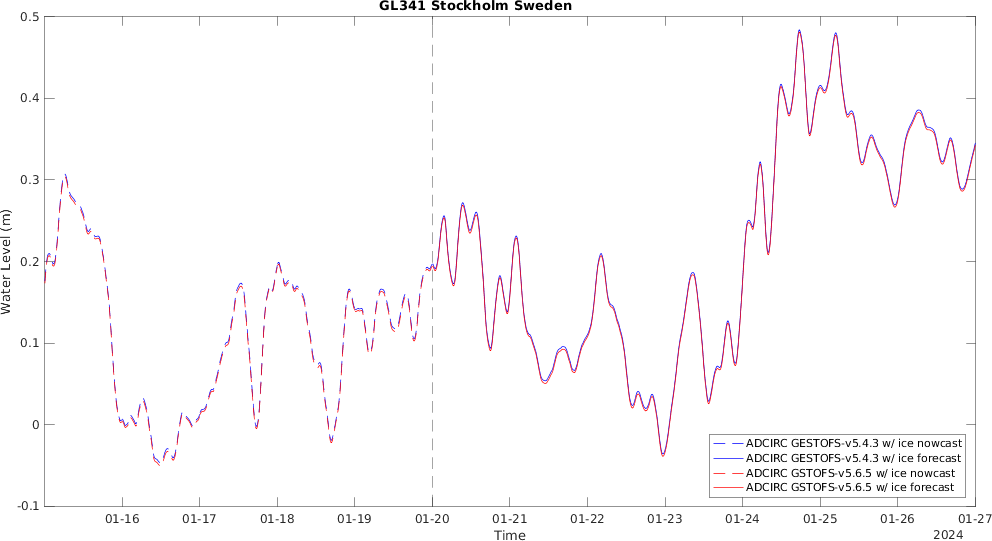 GL341 Stockholm Sweden
Water Level (m)
0.5
0.4
0.3
0.2
0.1
0
-0.1
ADCIRC GESTOFS-v5.4.3 w/ ice nowcast
ADCIRC GESTOFS-v5.4.3 w/ ice forecast
ADCIRC GSTOFS-v5.6.5 w/ ice nowcast
ADCIRC GSTOFS-v5.6.5 w/ ice forecast
01-16 01-17 01-18 01-19 01-20 01-21 01-22 01-23 01-24 01-25 01-26 01-27
Time
2024